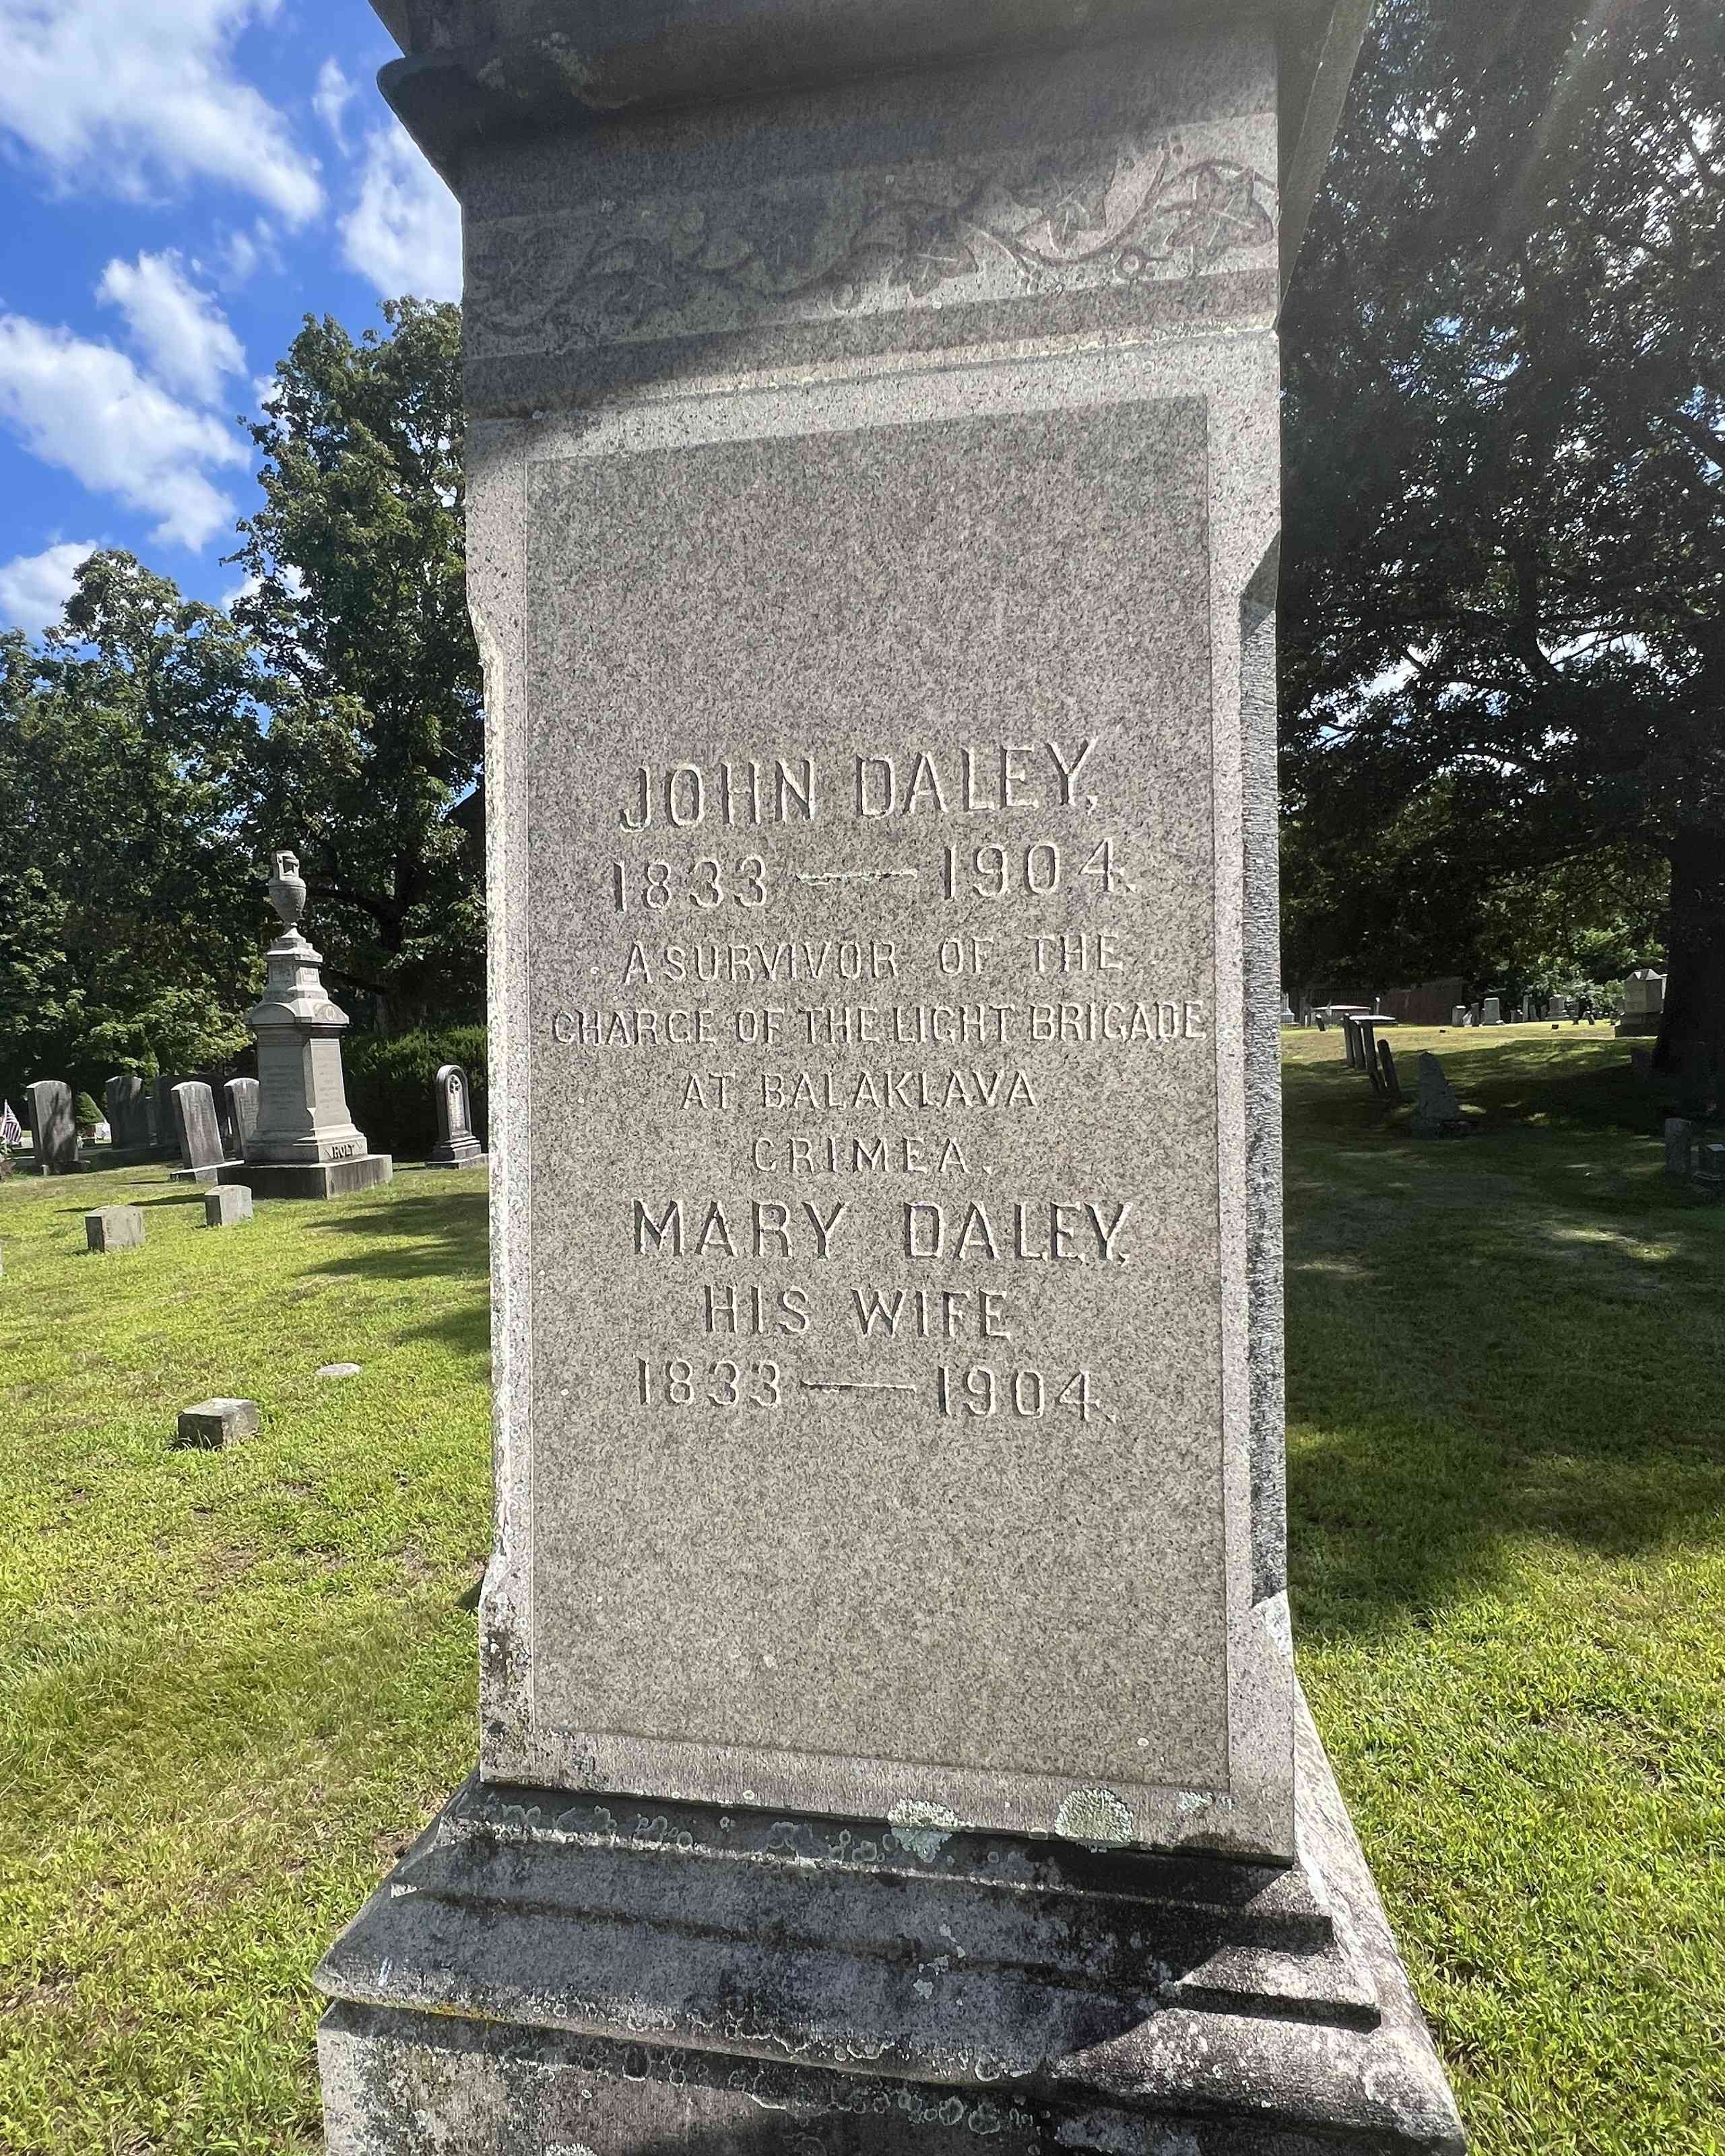 JOHN DALEY,
1833 — 1904.
A SURVIVOR OF THE
CHARGE OF THE LIGHT BRIGADE
AT BALAKLAVA
CRIMEA.
MARY DALEY,
HIS WIFE
1833 — 1904.
HOLT